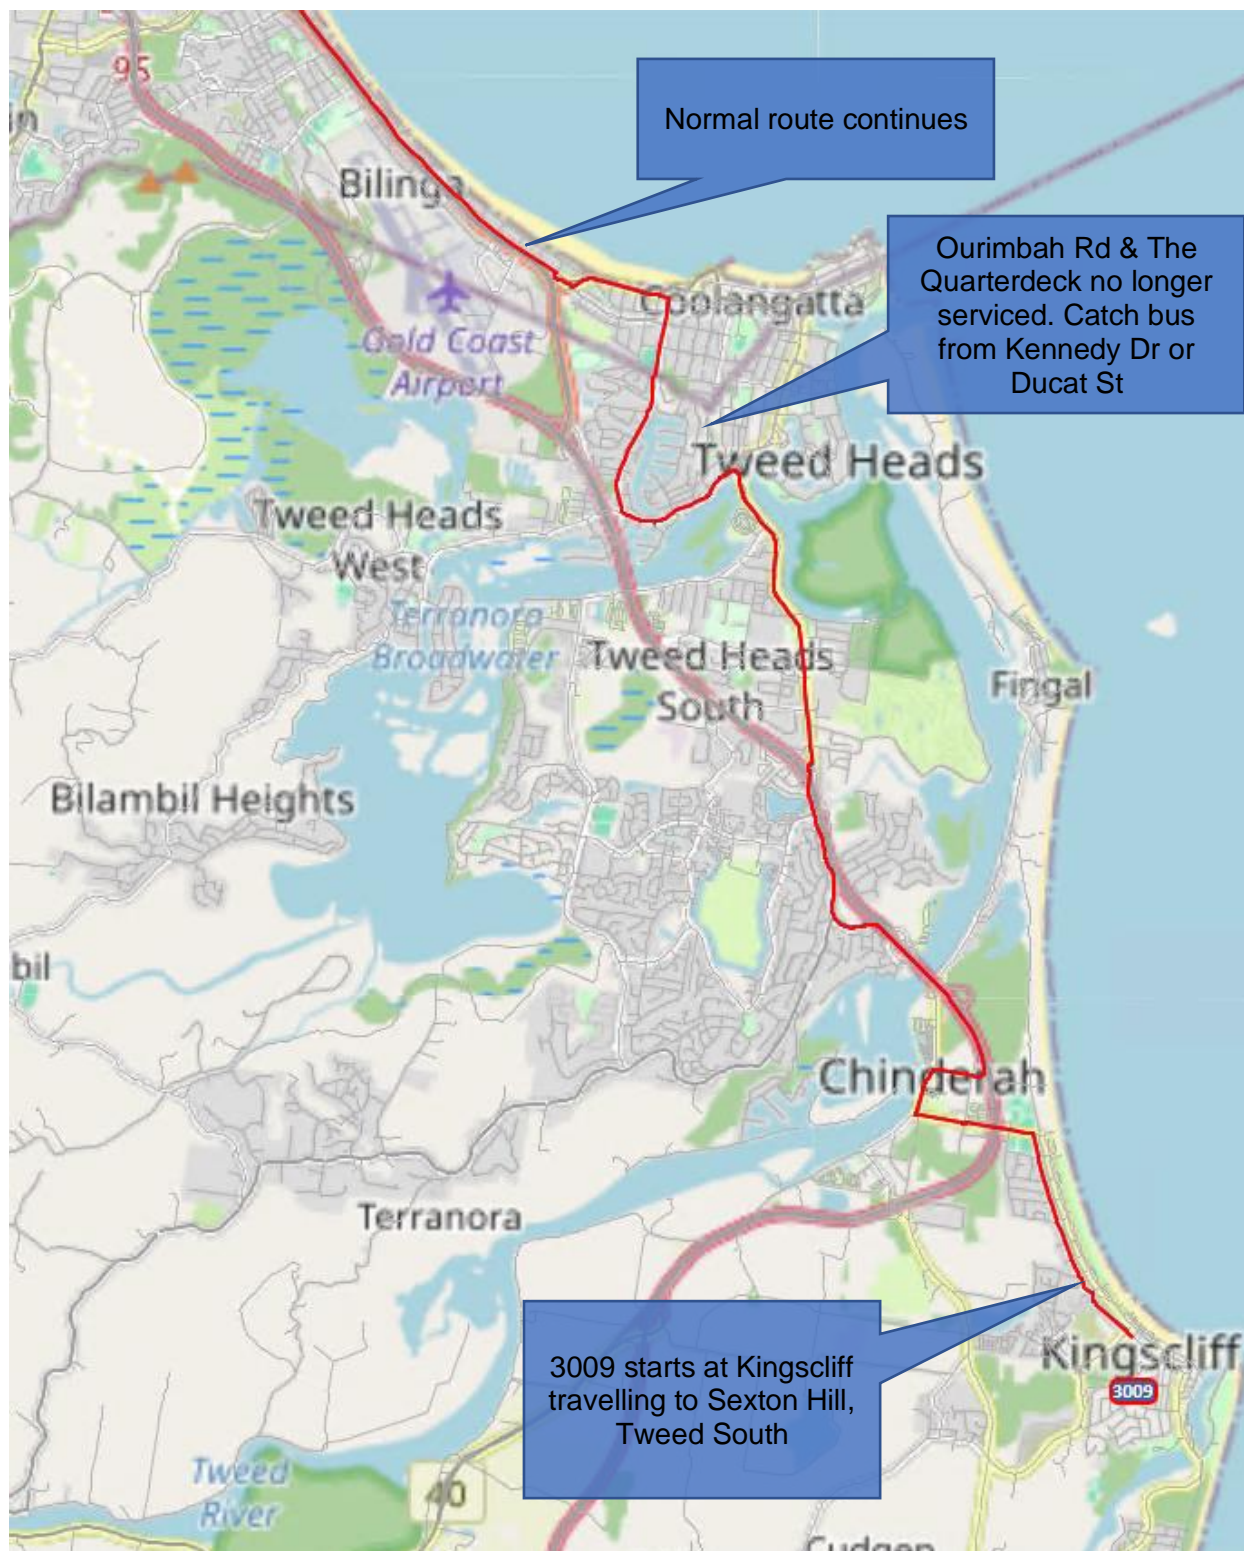 95
Normal route continues
Bilinga
Ourimbah Rd & The
Quarterdeck no longer
serviced. Catch bus
from Kennedy Dr or
Ducat St
Coolangatta
Gold Coast
Airport
Tweed Heads
Tweed Heads
West
Terranora
Broadwater
Tweed Heads
South
Fingal
Bilambil Heights
bil
Chinderah
Terranora
3009 starts at Kingscliff
travelling to Sexton Hill,
Tweed South
Kingscliff
3009
Tweed
River
40
Cudgen